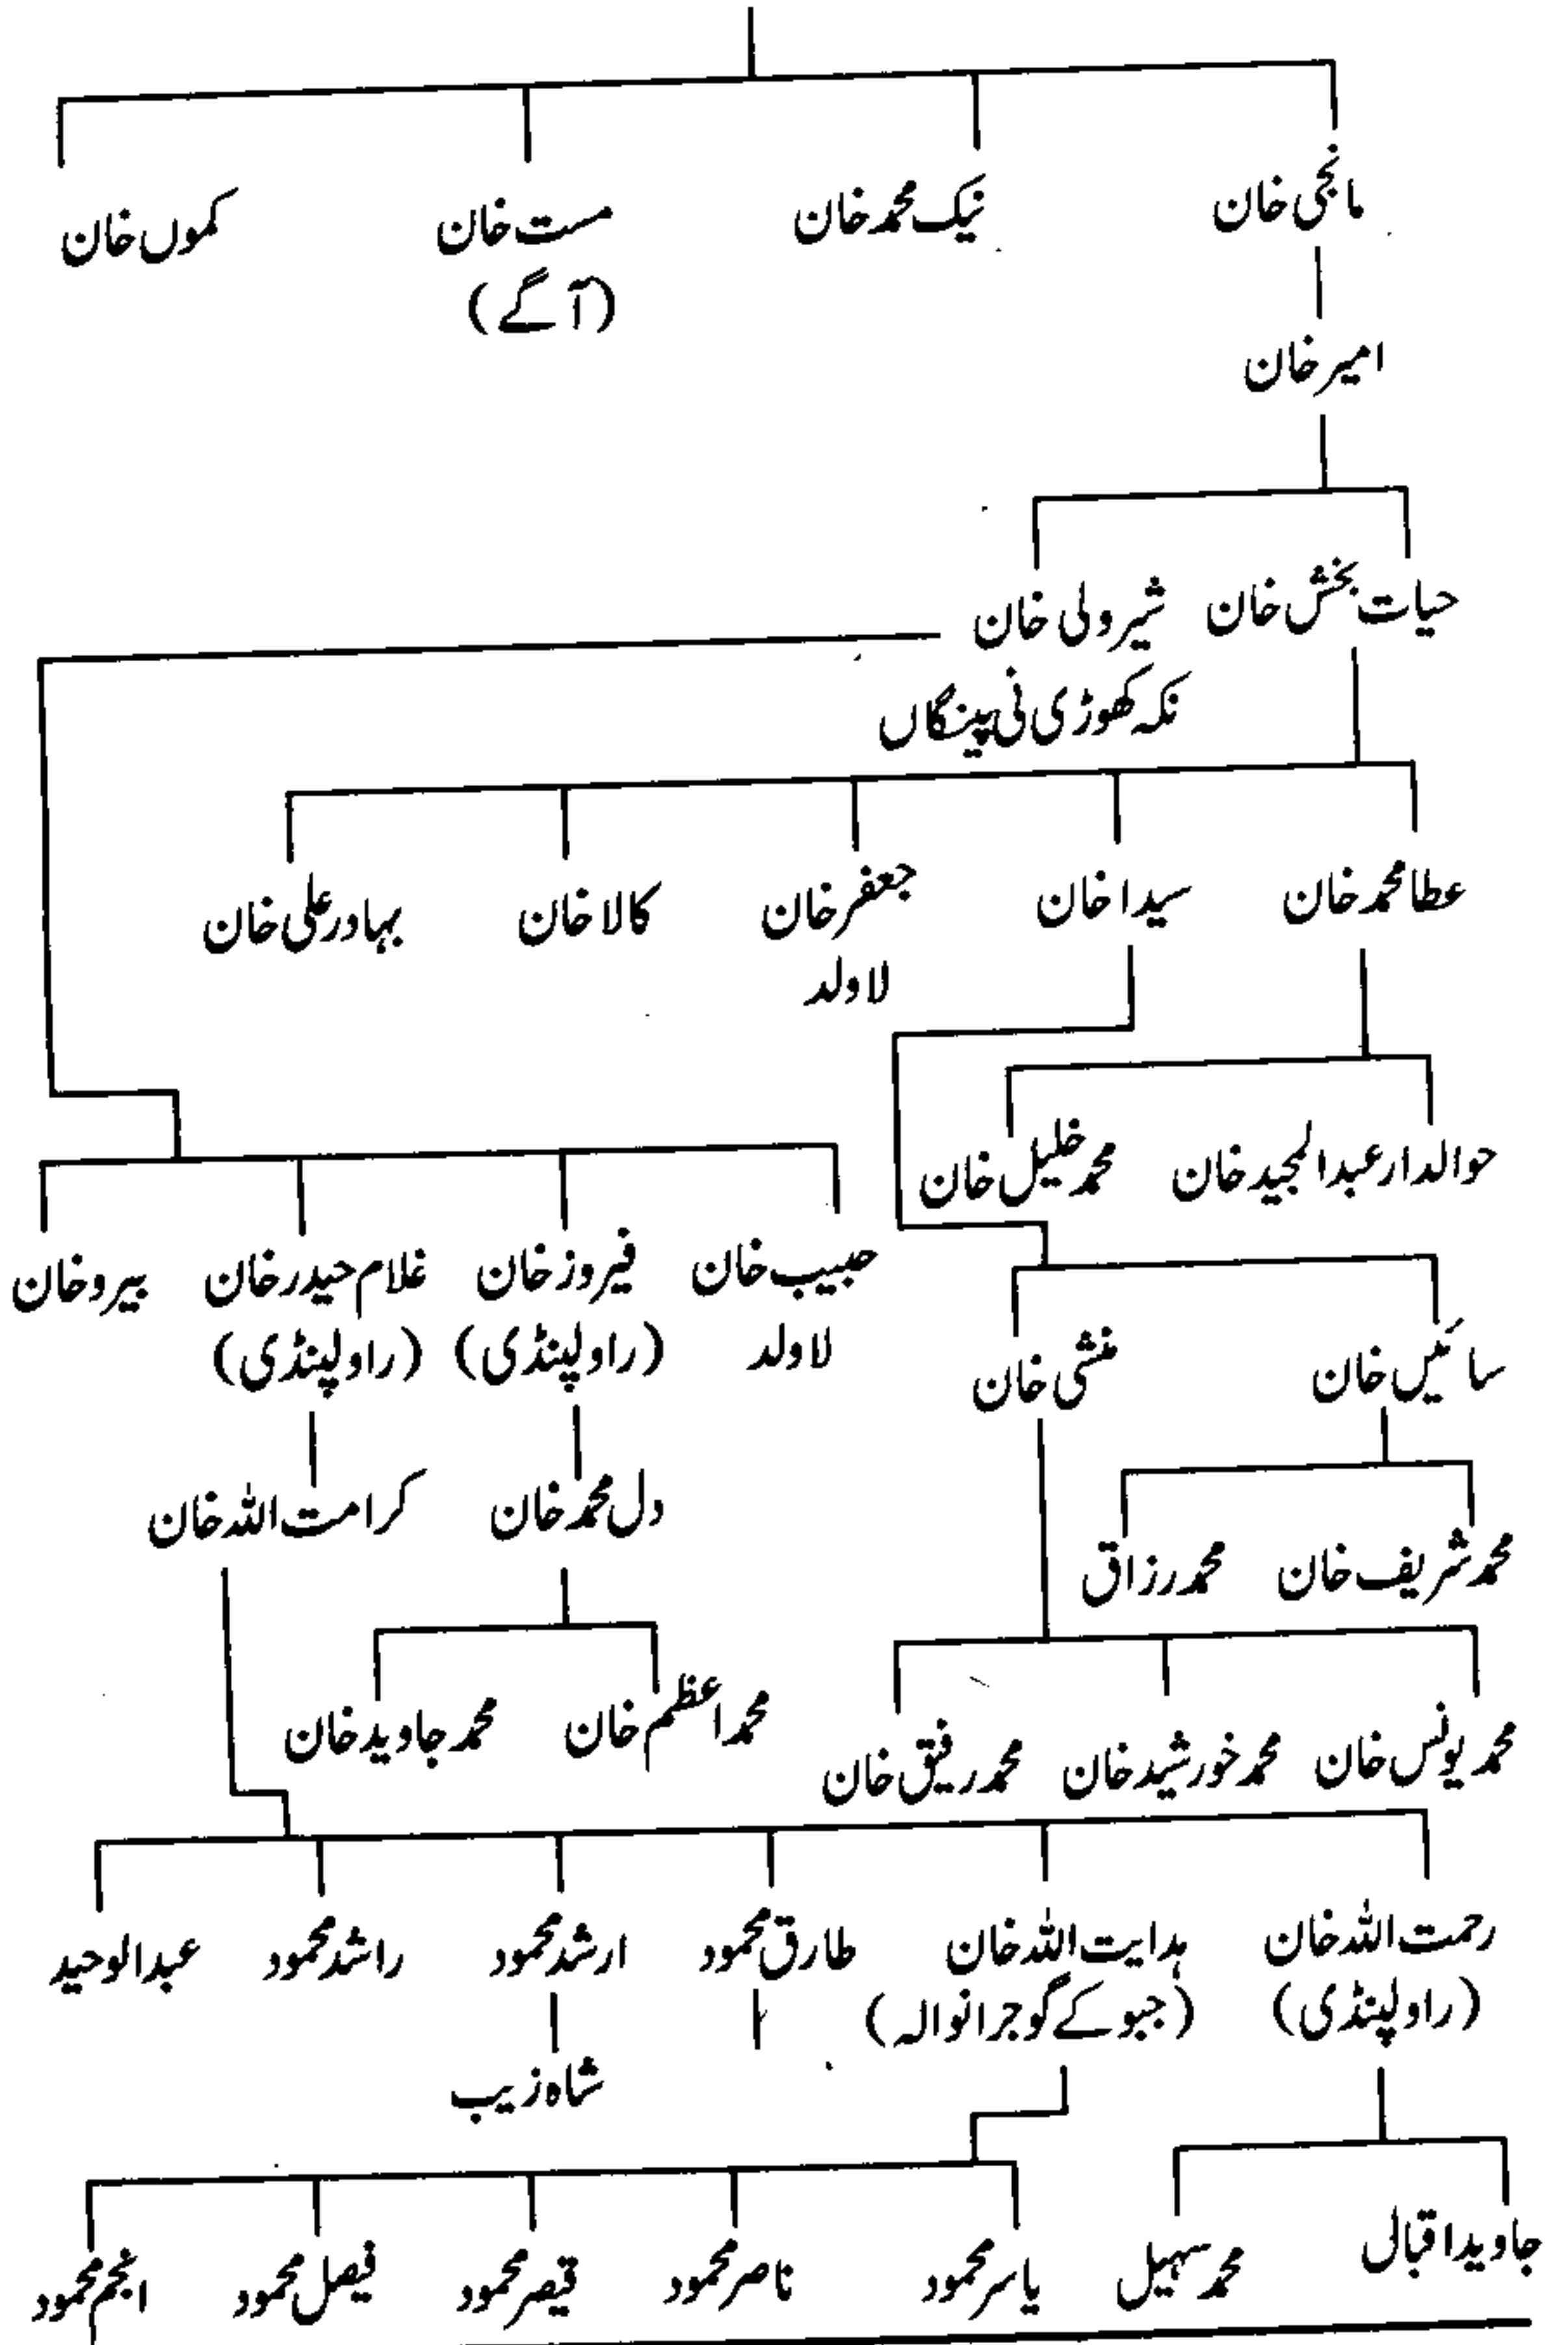 مانجی خان نیک محمد خان مست خان کموں خان
(آگے)
امیر خان
حیات بخش خان شیر ولی خان
نکہ کھوڑی نی پینگاں
عطا محمد خان سیدا خان جعفر خان کالا خان بہادر علی خان
لا ولد
حوالدار عبدالمجید خان محمد خلیل خان
حبیب خان فیروز خان غلام حیدر خان بیرو خان
لا ولد (راولپنڈی) (راولپنڈی)
سائیں خان منشی خان
دل محمد خان کرامت اللہ خان
محمد شریف خان محمد رزاق
محمد اعظم خان محمد جاوید خان
محمد یونس خان محمد خورشید خان محمد رفیق خان
رحمت اللہ خان ہدایت اللہ خان طارق محمود ارشد محمود راشد محمود عبدالوحید
(راولپنڈی) (جبو کے گوجرانوالہ)
شاہ زیب
جاوید اقبال محمد سہیل یاسر محمود ناصر محمود قیصر محمود فیصل محمود انجم محمود